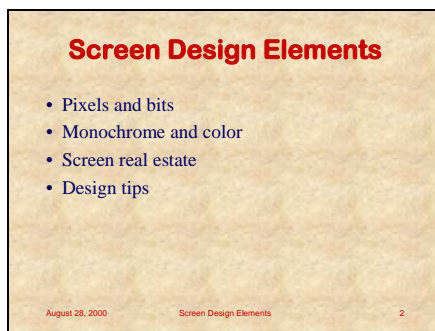 Screen Design Elements
• Pixels and bits
• Monochrome and color
• Screen real estate
• Design tips
August 28, 2000 Screen Design Elements 2